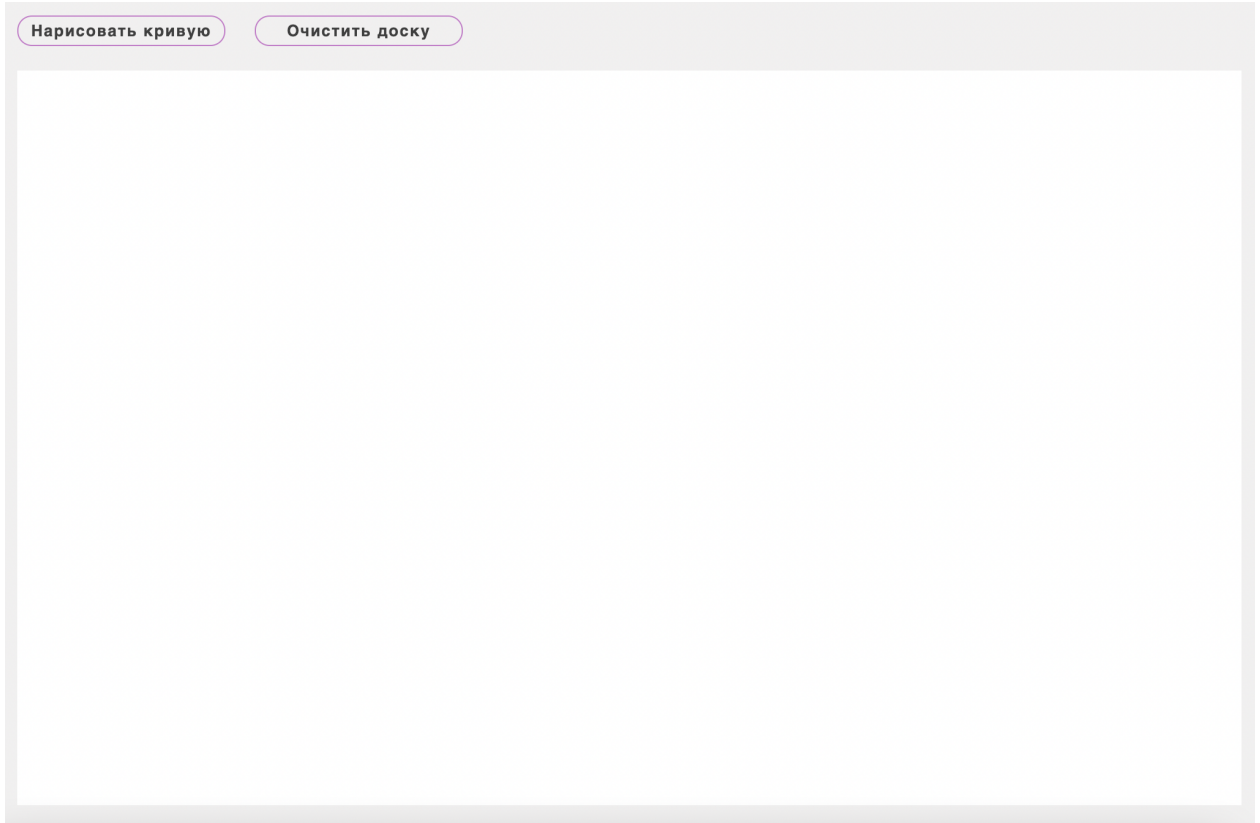 Нарисовать кривую
Очистить доску